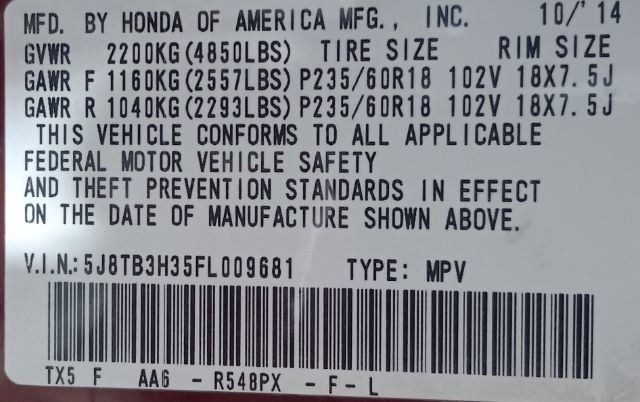 MFD. BY HONDA OF AMERICA MFG., INC. 10/'14
GVWR 2200KG(4850LBS) TIRE SIZE RIM SIZE
GAWR F 1160KG(2557LBS) P235/60R18 102V 18X7.5J
GAWR R 1040KG(2293LBS) P235/60R18 102V 18X7.5J
THIS VEHICLE CONFORMS TO ALL APPLICABLE
FEDERAL MOTOR VEHICLE SAFETY
AND THEFT PREVENTION STANDARDS IN EFFECT
ON THE DATE OF MANUFACTURE SHOWN ABOVE.
V.I.N.: 5J8TB3H35FL009681 TYPE: MPV
TX5 F AA6 - R548PX - F - L